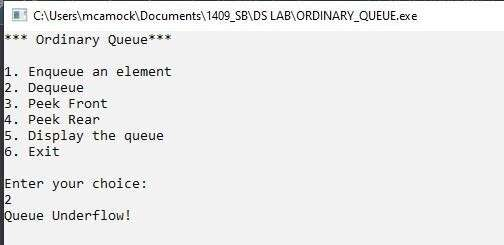 C:\Users\mcamock\Documents\1409_SB\DS LAB\ORDINARY_QUEUE.exe
*** Ordinary Queue***
1. Enqueue an element
2. Dequeue
3. Peek Front
4. Peek Rear
5. Display the queue
6. Exit
Enter your choice:
2
Queue Underflow!